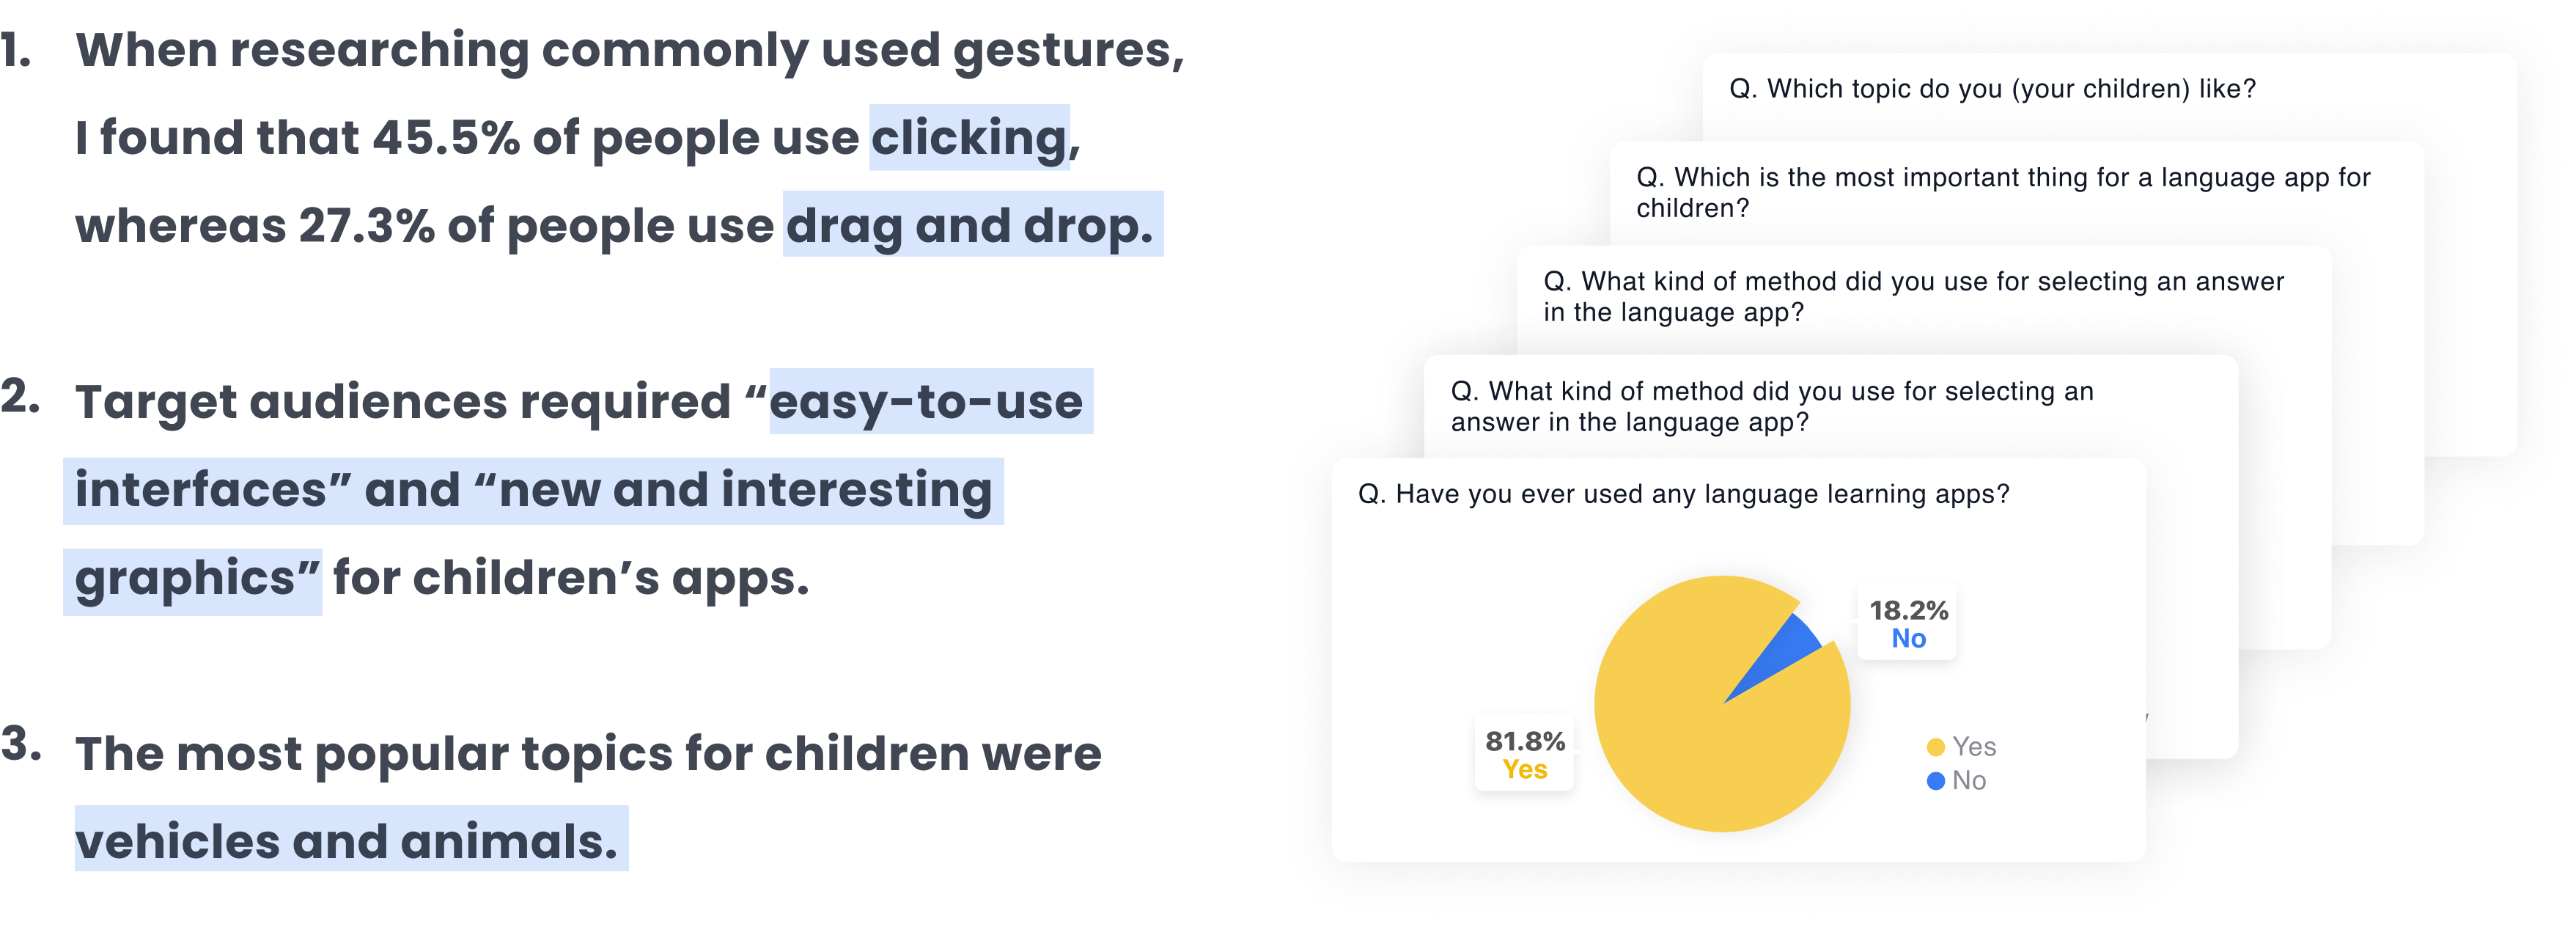 1. When researching commonly used gestures,
I found that 45.5% of people use clicking,
whereas 27.3% of people use drag and drop.
2. Target audiences required “easy-to-use
interfaces” and “new and interesting
graphics” for children’s apps.
3. The most popular topics for children were
vehicles and animals.
Q. Which topic do you (your children) like?
Q. Which is the most important thing for a language app for
children?
Q. What kind of method did you use for selecting an answer
in the language app?
Q. What kind of method did you use for selecting an
answer in the language app?
Q. Have you ever used any language learning apps?
18.2%
No
81.8%
Yes
Yes
No